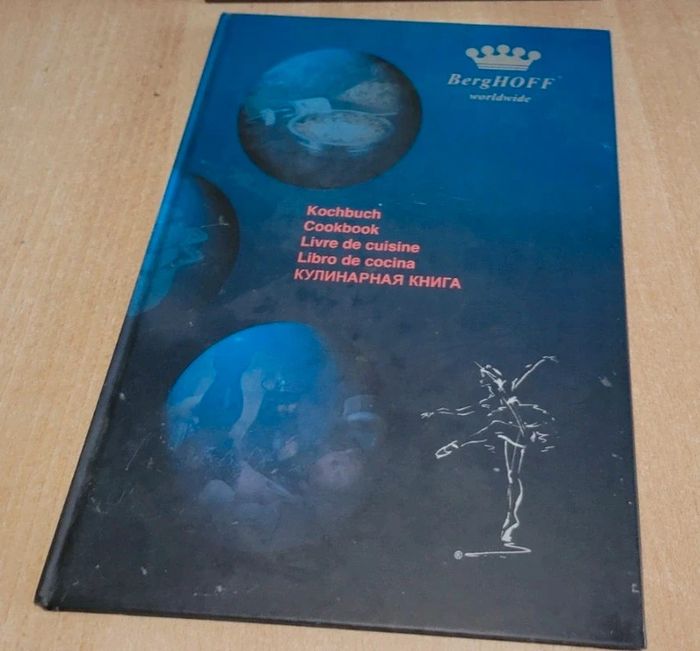 BergHOFF®
worldwide
Kochbuch
Cookbook
Livre de cuisine
Libro de cocina
КУЛИНАРНАЯ КНИГА
®